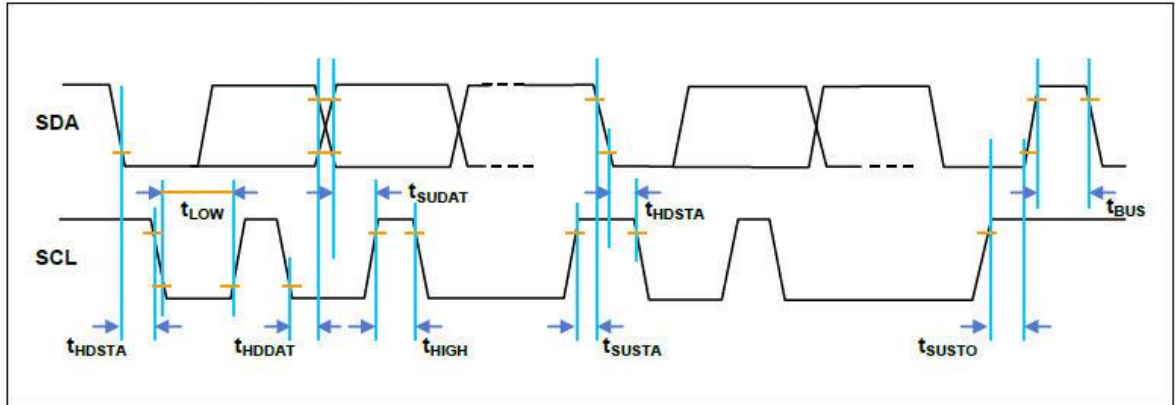 SDA
tSUDAT
tLOW
tHDSTA
tBUS
SCL
tHDSTA
tHDDAT
tHIGH
tSUSTA
tSUSTO